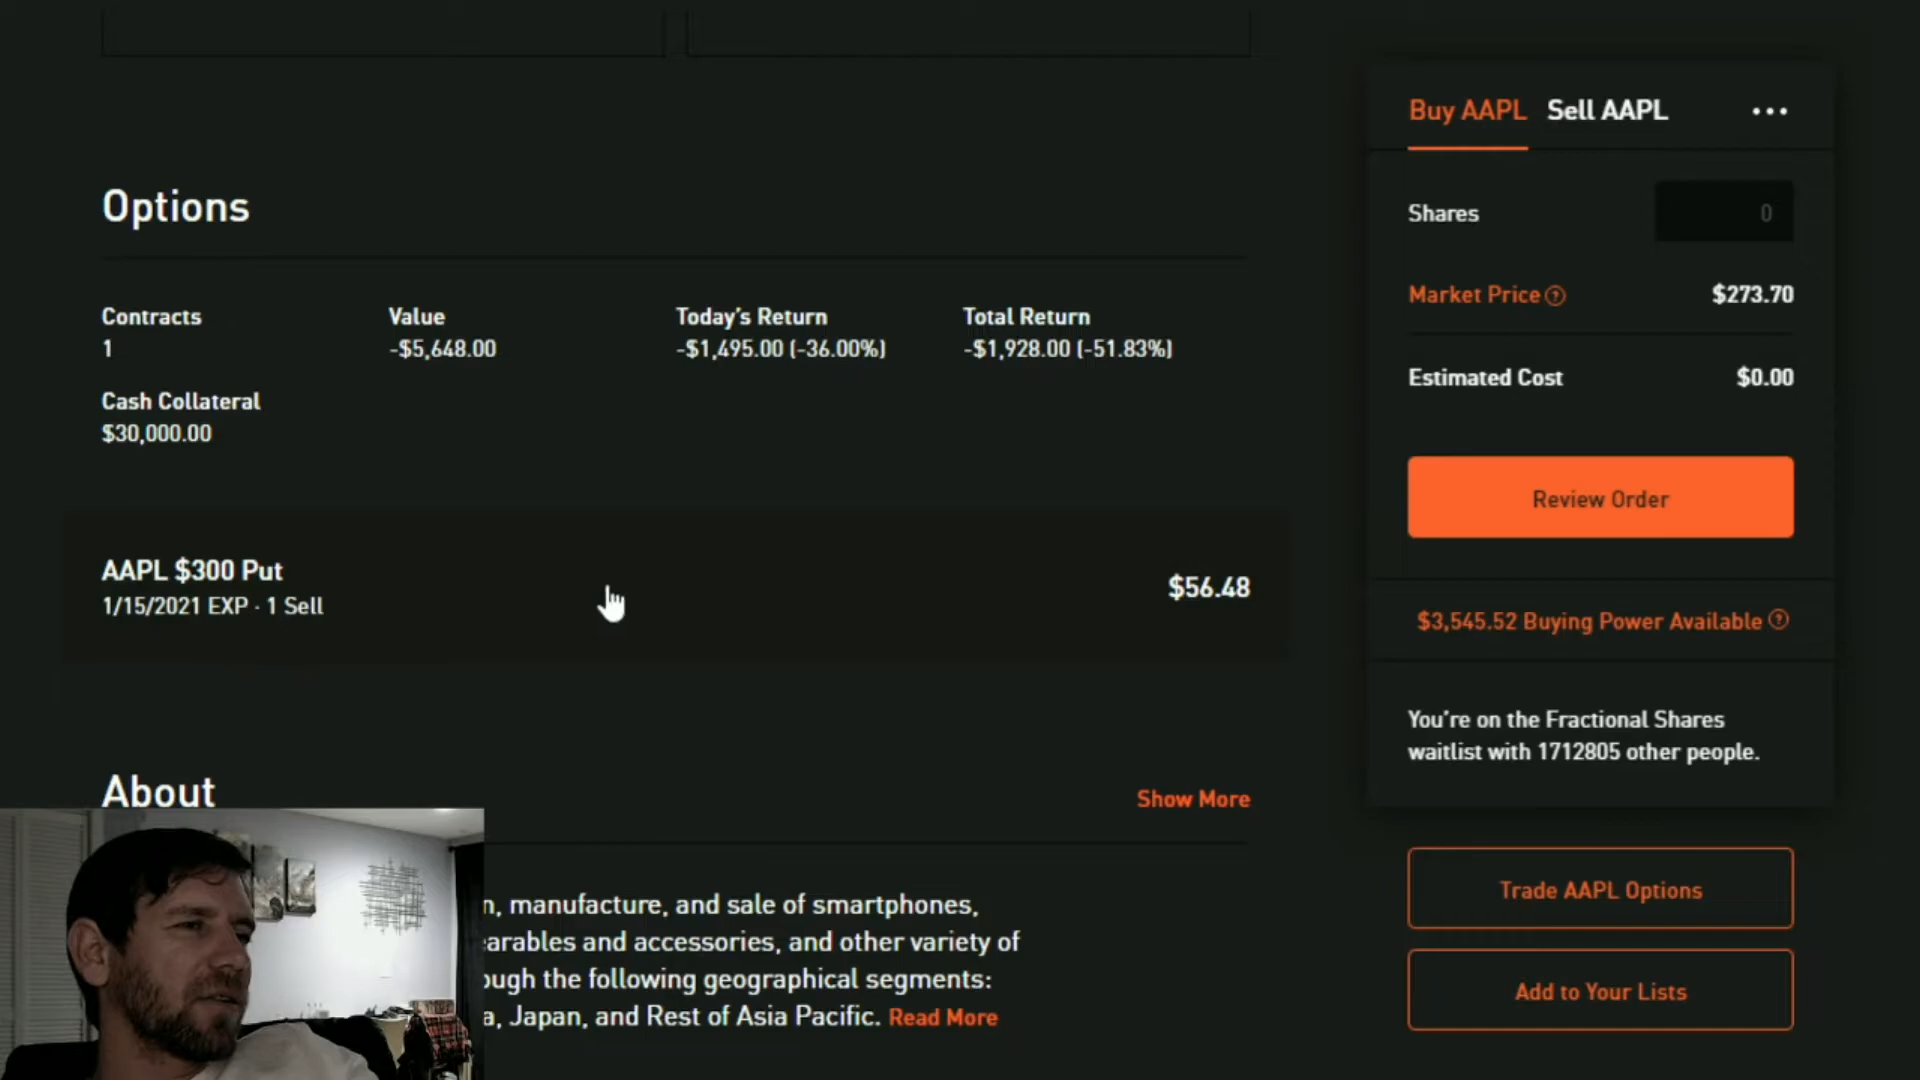 Options
Contracts
1
Value
-$5,648.00
Today's Return
-$1,495.00 (-36.00%)
Total Return
-$1,928.00 (-51.83%)
Cash Collateral
$30,000.00
AAPL $300 Put
1/15/2021 EXP · 1 Sell
$56.48
About
Show More
n, manufacture, and sale of smartphones,
earables and accessories, and other variety of
ough the following geographical segments:
a, Japan, and Rest of Asia Pacific. Read More
Buy AAPL
Sell AAPL
Shares
0
Market Price
$273.70
Estimated Cost
$0.00
Review Order
$3,545.52 Buying Power Available
You're on the Fractional Shares
waitlist with 1712805 other people.
Trade AAPL Options
Add to Your Lists